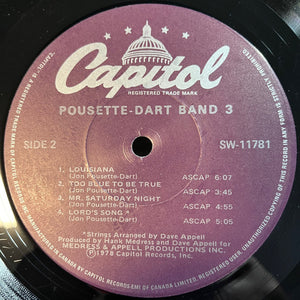 Capitol
REGISTERED TRADE MARK
POUSETTE-DART BAND 3
SIDE 2
SW-11781
1. LOUISIANA
(Jon Pousette-Dart) ASCAP 6:07
2. TOO BLUE TO BE TRUE
(Jon Pousette-Dart) ASCAP 3:45
3. MR. SATURDAY NIGHT
(Jon Pousette-Dart) ASCAP 4:55
4. LORD'S SONG*
(Jon Pousette-Dart) ASCAP 5:05
*Strings Arranged by Dave Appell
Produced by Hank Medress and Dave Appell for
MEDRESS & APPELL PRODUCTIONS INC.
Ⓟ1978 Capitol Records, Inc.